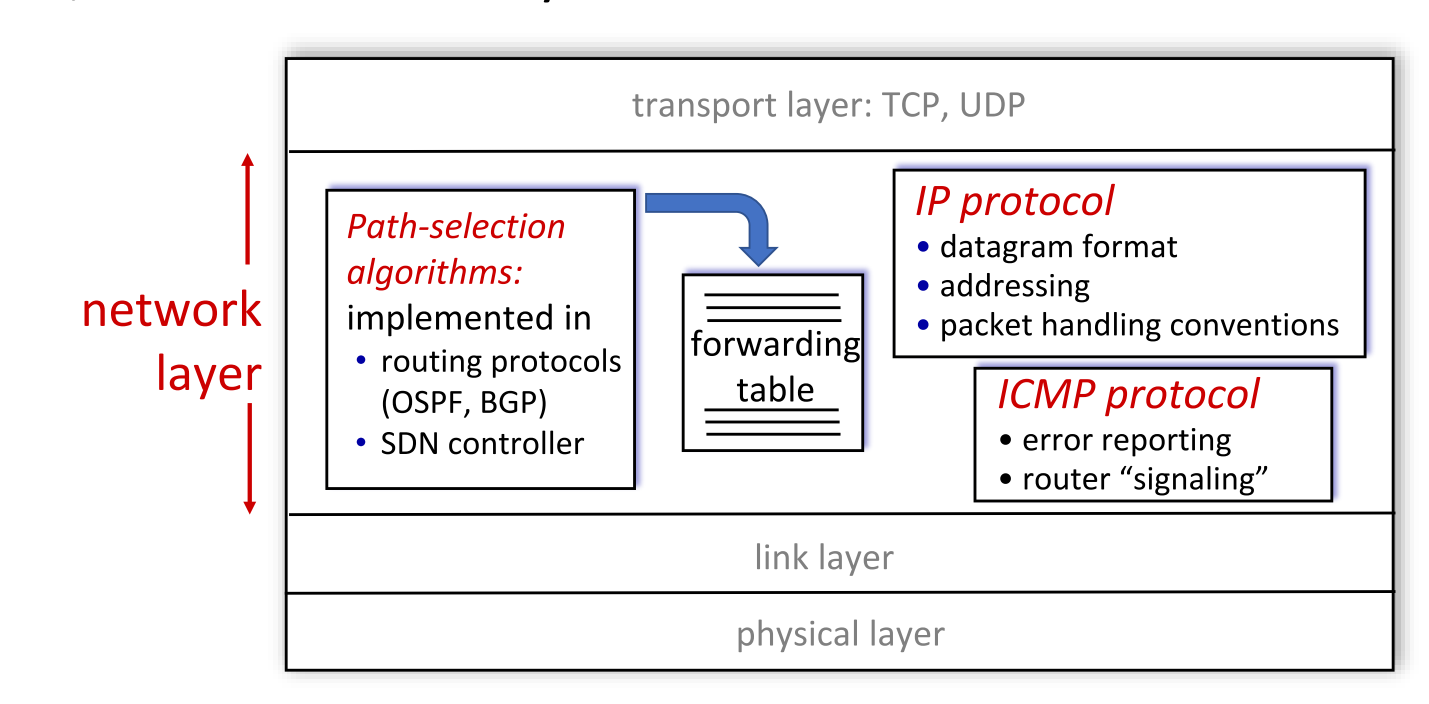 transport layer: TCP, UDP
network
layer
Path-selection
algorithms:
implemented in
• routing protocols
(OSPF, BGP)
• SDN controller
forwarding
table
IP protocol
• datagram format
• addressing
• packet handling conventions
ICMP protocol
• error reporting
• router “signaling”
link layer
physical layer